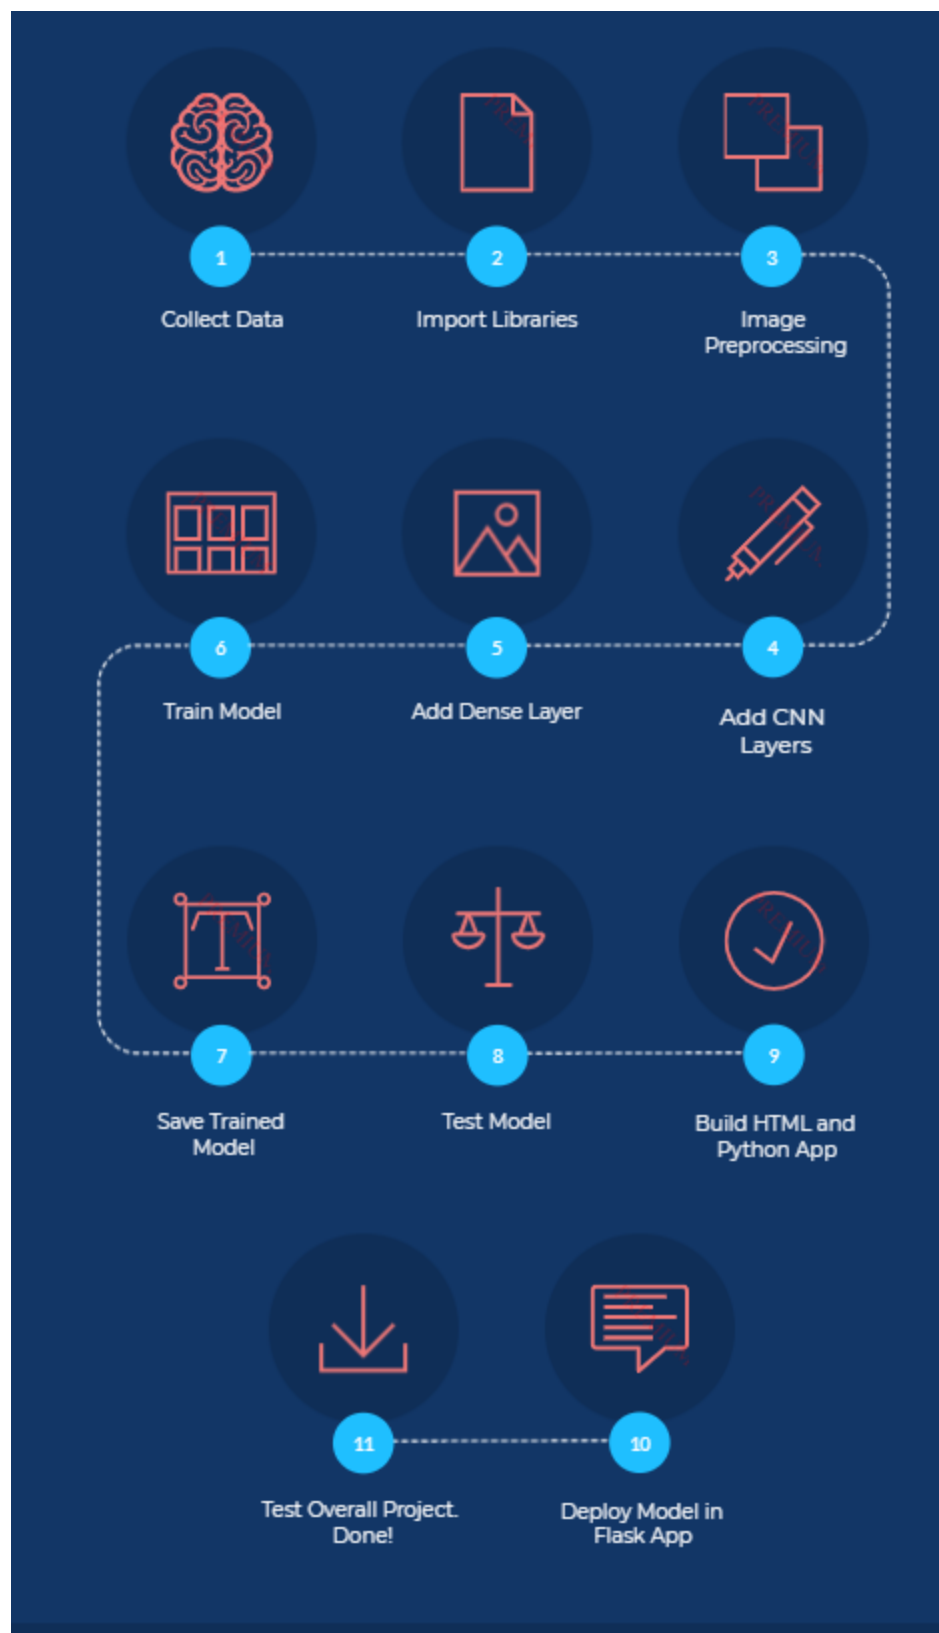 1
2
3
Collect Data
Import Libraries
Image
Preprocessing
4
5
6
Add CNN
Layers
Add Dense Layer
Train Model
7
8
9
Save Trained
Model
Test Model
Build HTML and
Python App
10
11
Deploy Model in
Flask App
Test Overall Project.
Done!